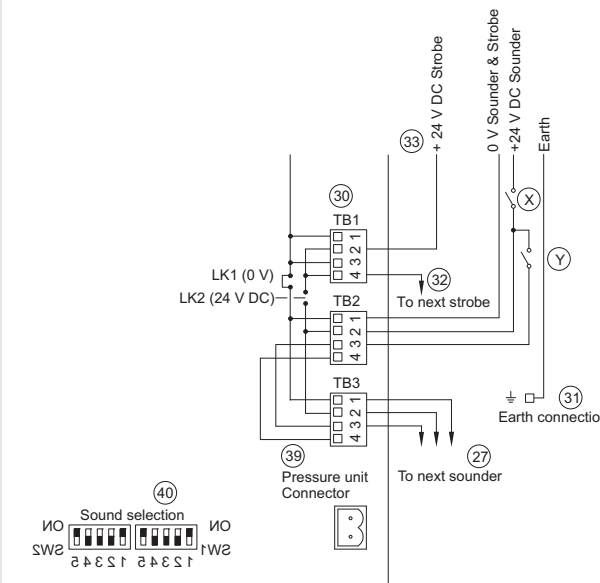 + 24 V DC Strobe
0 V Sounder & Strobe
+24 V DC Sounder
Earth
33
30
X
TB1
1
2
3
4
Y
LK1 (0 V)
32
LK2 (24 V DC)
To next strobe
TB2
1
2
3
4
TB3
1
2
3
4
31
Earth connectio
39
27
Pressure unit
Connector
To next sounder
40
Sound selection
ON
ON
SW2
SW1
5 4 3 2 1
5 4 3 2 1